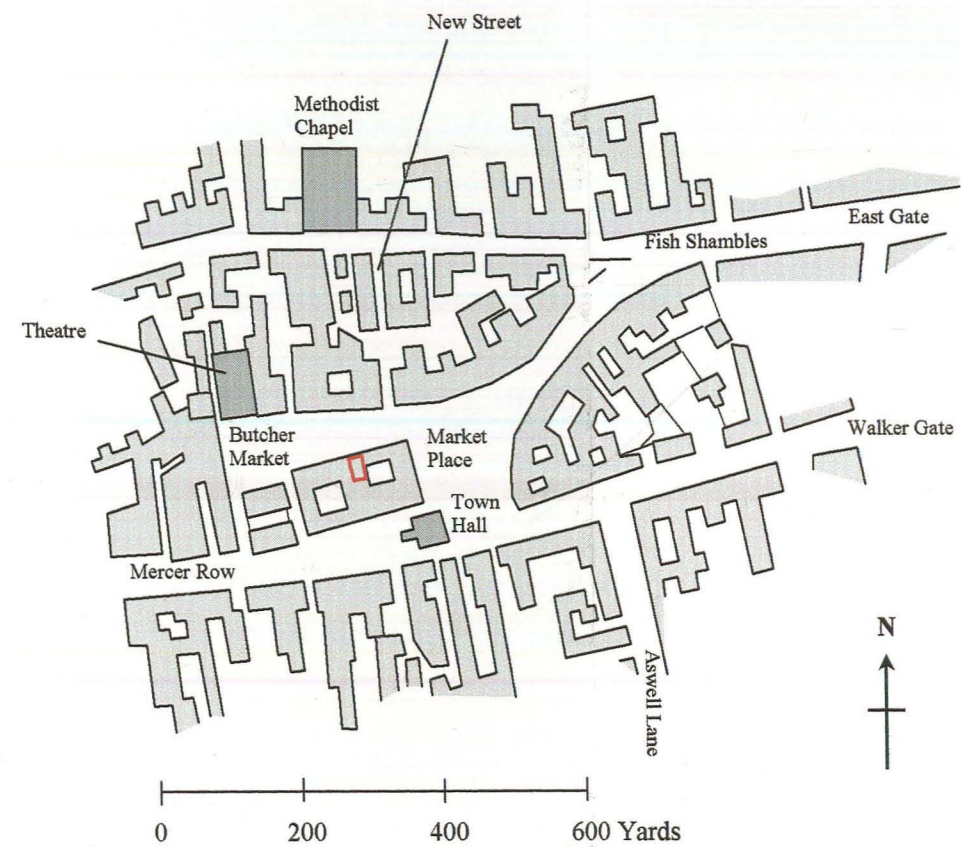 New Street
Methodist
Chapel
East Gate
Fish Shambles
Theatre
Butcher
Market
Market
Place
Walker Gate
Town
Hall
Mercer Row
N
Aswell Lane
0 200 400 600 Yards